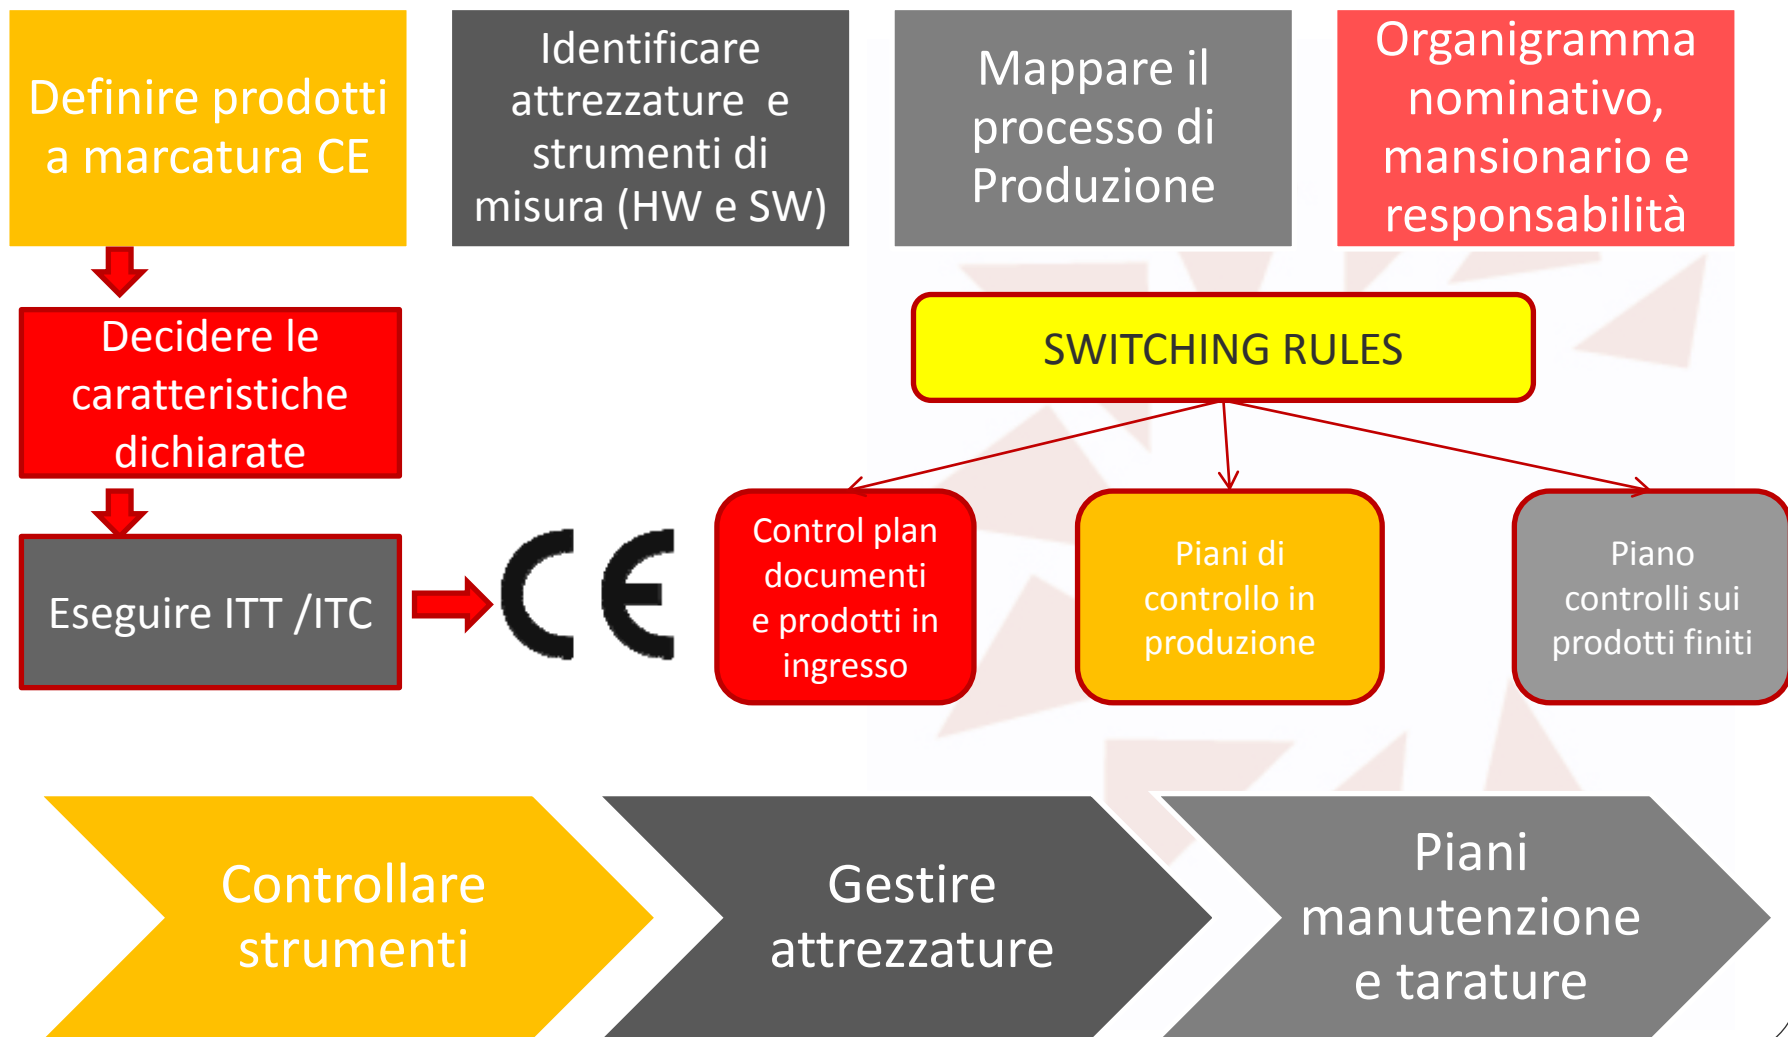 Definire prodotti
a marcatura CE
Identificare
attrezzature e
strumenti di
misura (HW e SW)
Mappare il
processo di
Produzione
Organigramma
nominativo,
mansionario e
responsabilità
Decidere le
caratteristiche
dichiarate
SWITCHING RULES
Eseguire ITT /ITC
CE
Control plan
documenti
e prodotti in
ingresso
Piani di
controllo in
produzione
Piano
controlli sui
prodotti finiti
Controllare
strumenti
Gestire
attrezzature
Piani
manutenzione
e tarature